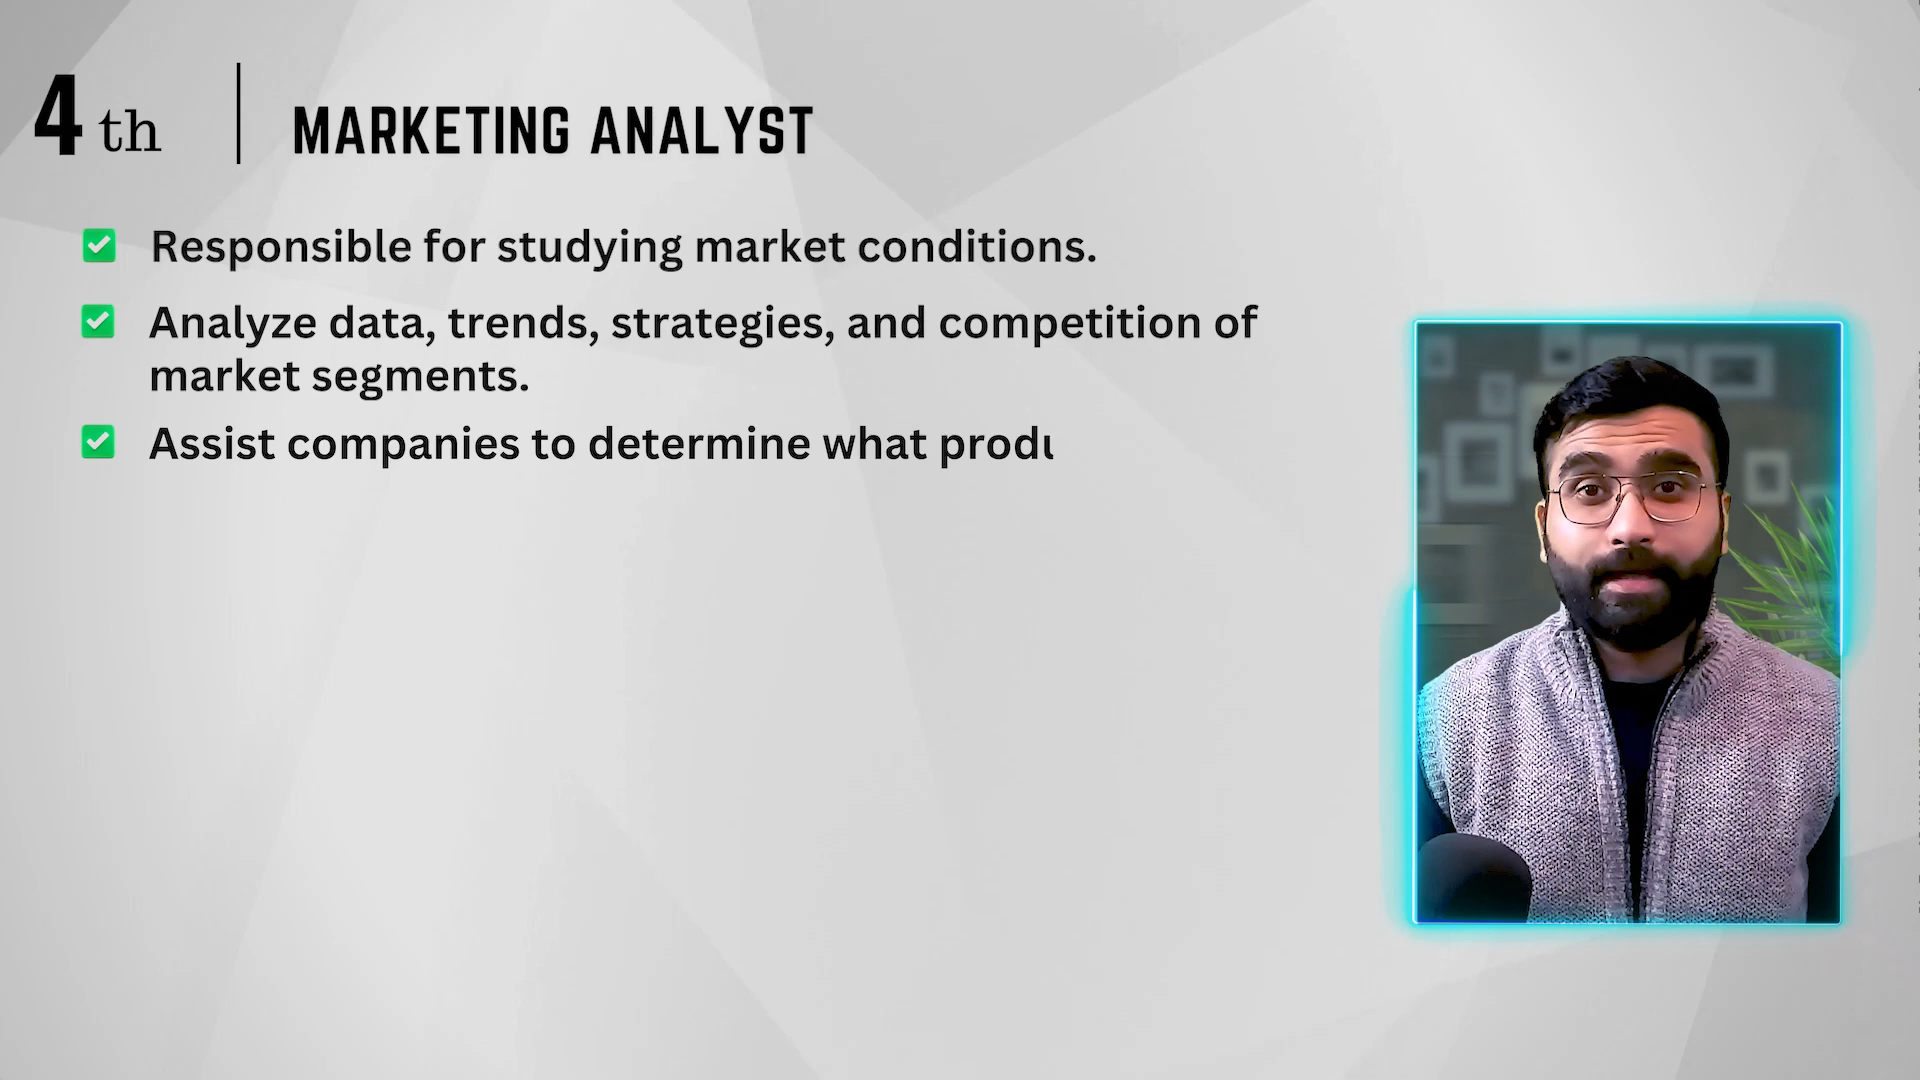 4 th MARKETING ANALYST
Responsible for studying market conditions.
Analyze data, trends, strategies, and competition of
market segments.
Assist companies to determine what